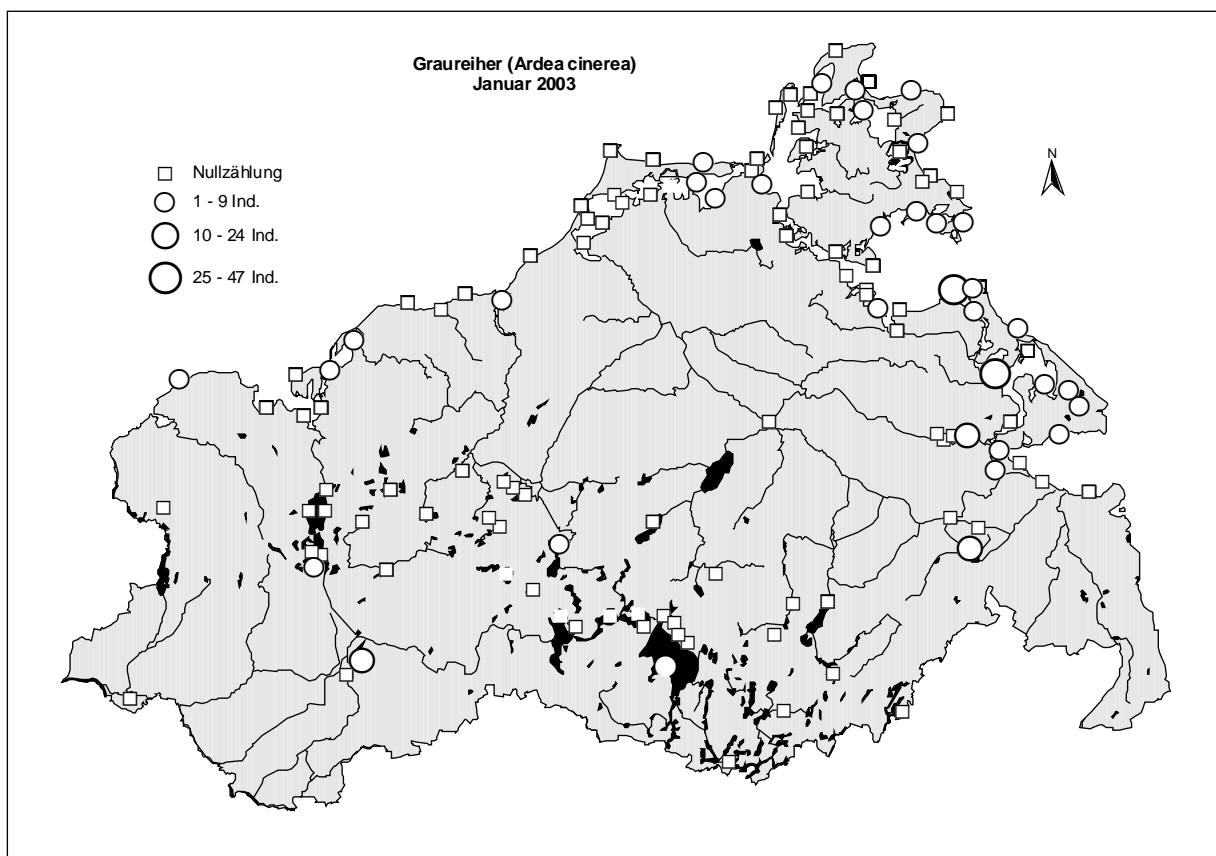 Graureiher (Ardea cinerea)
Januar 2003
N
Nullzählung
1 - 9 Ind.
10 - 24 Ind.
25 - 47 Ind.